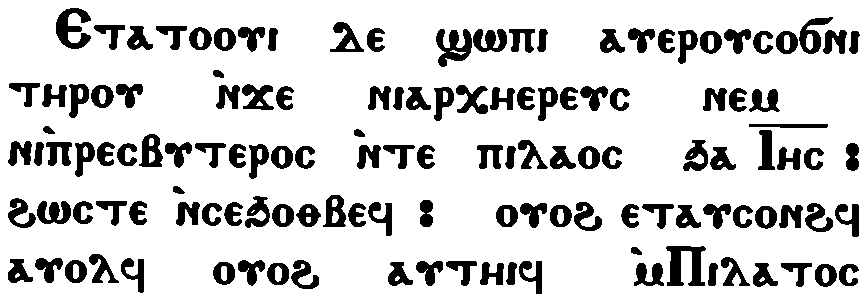 Ⲉⲧⲁⲧⲟⲟⲩⲓ ⲇⲉ ϣⲱⲡⲓ ⲁⲩⲉⲣⲟⲩⲥⲟϭⲛⲓ
ⲧⲏⲣⲟⲩ ⲛ̀ϫⲉ ⲛⲓⲁⲣⲭⲏⲉⲣⲉⲩⲥ ⲛⲉⲙ
ⲛⲓⲡ̀ⲣⲉⲥⲃⲩⲧⲉⲣⲟⲥ ⲛ̀ⲧⲉ ⲡⲓⲗⲁⲟⲥ ϧⲁ Ⲓ̅ⲏ̅ⲥ̅ :
ϩⲱⲥⲧⲉ ⲛ̀ⲥⲉϧⲟⲑⲃⲉϥ : ⲟⲩⲟϩ ⲉⲧⲁⲩⲥⲟⲛϩϥ
ⲁⲩⲟⲗϥ ⲟⲩⲟϩ ⲁⲩⲧⲏⲓϥ ⲙ̀Ⲡⲓⲗⲁⲧⲟⲥ